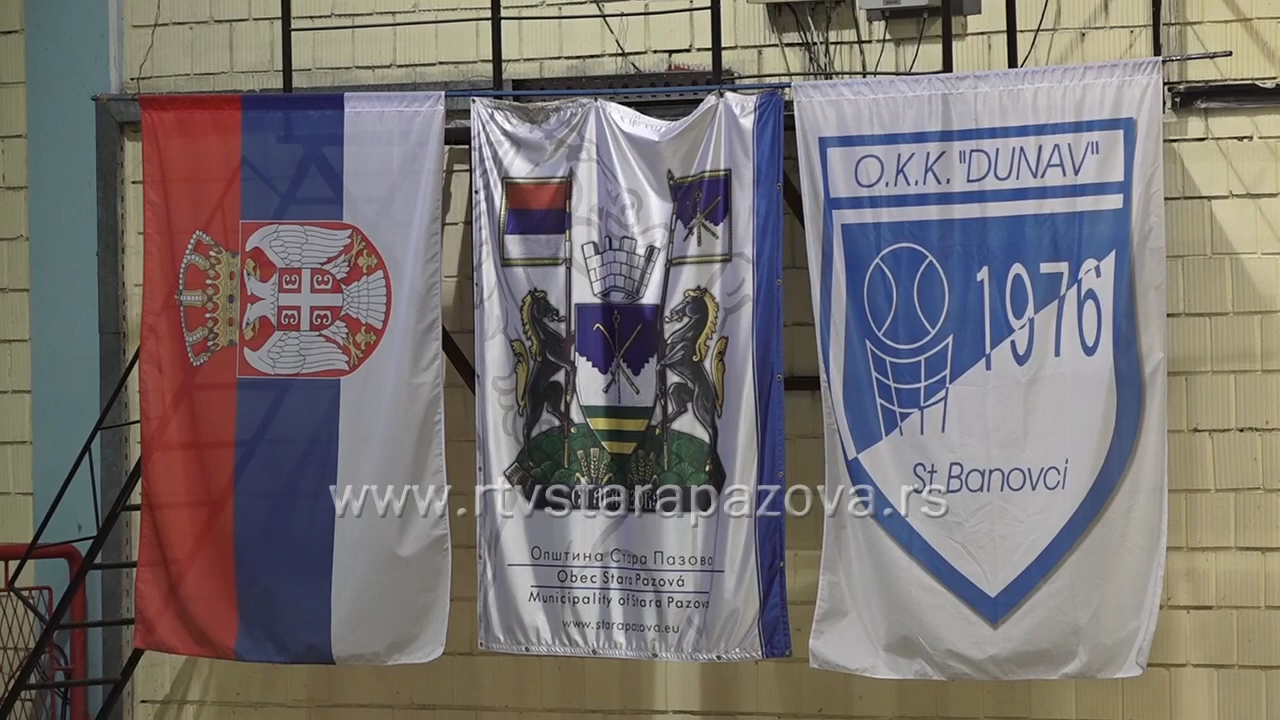 O.K.K. "DUNAV"
1976
St.Banovci
www.rtvstarapazova.rs
Општина Стара Пазова
Obec Stará Pazová
Municipality of Stara Pazova
www.starapazova.eu